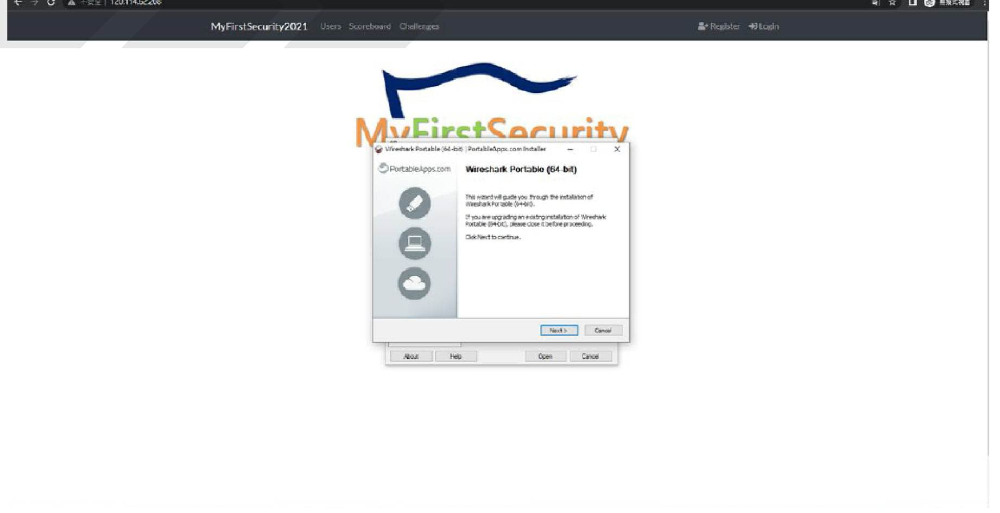 不安全 120.114.62.208
MyFirstSecurity2021 Users Scoreboard Challenges Register Login
MyFirstSecurity
Wireshark Portable (64-bit) | PortableApps.com Installer
PortableApps.com
Wireshark Portable (64-bit)
This wizard will guide you through the installation of
Wireshark Portable (64-bit).
If you are upgrading an existing installation of Wireshark
Portable (64-bit), please close it before proceeding.
Click Next to continue.
Next > Cancel
About Help Open Cancel